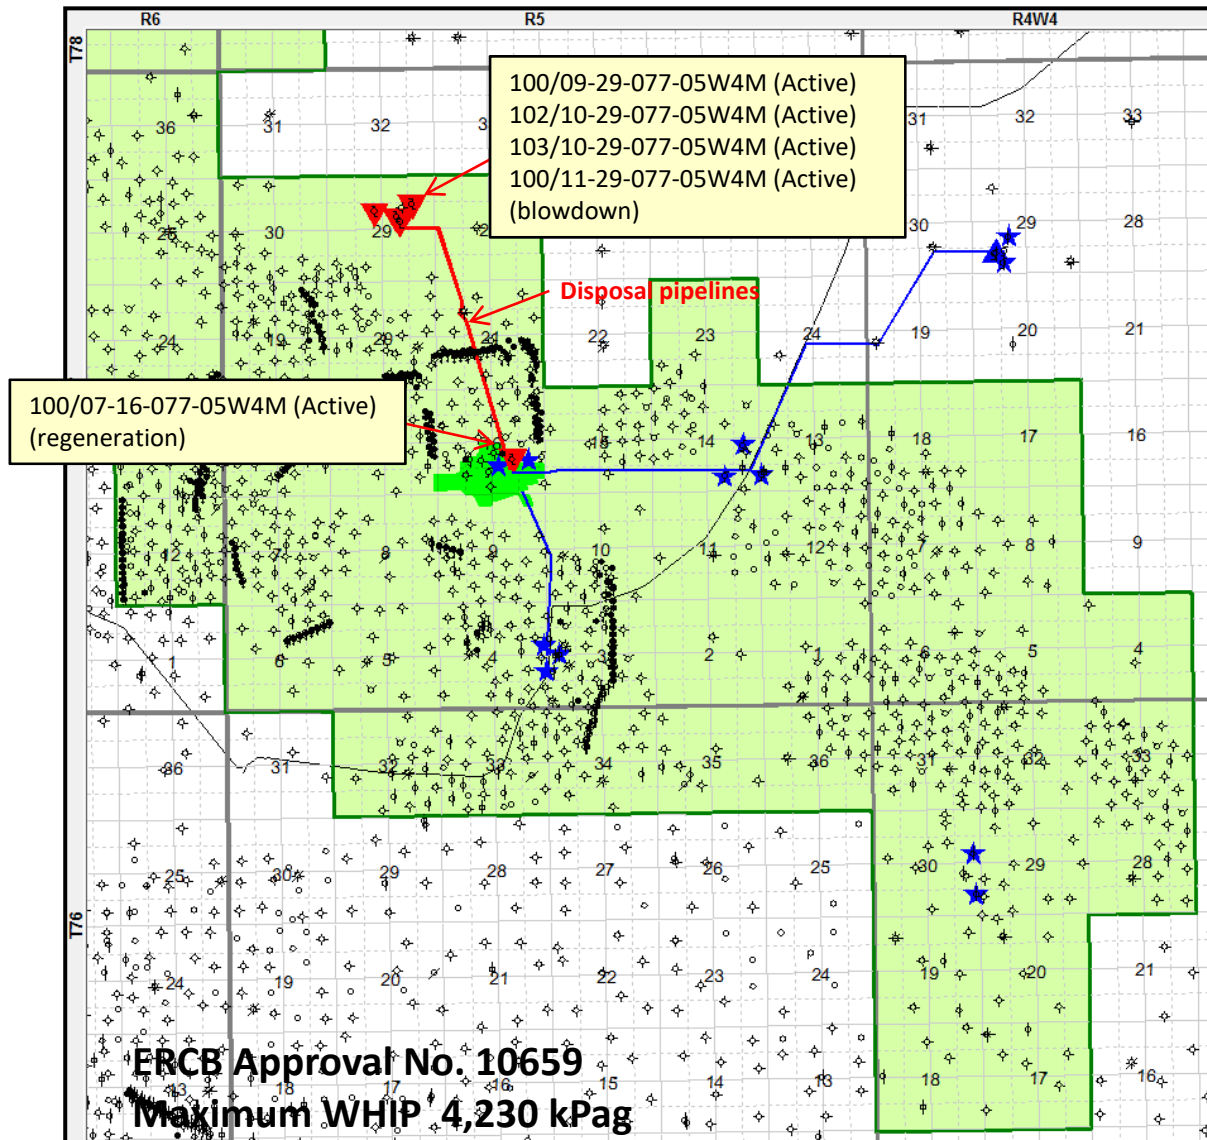 R6 R5 R4W4
T78
36 31 32 3 31 32 33
100/09-29-077-05W4M (Active)
102/10-29-077-05W4M (Active)
103/10-29-077-05W4M (Active)
100/11-29-077-05W4M (Active)
(blowdown)
25 30 29 2 30 29 28
Disposal pipelines
24 19 20 21 22 23 24 19 20 21
100/07-16-077-05W4M (Active)
(regeneration)
15 14 13 18 17 16
12 7 8 9 10 11 12 7 8 9
1 6 5 4 3 2 1 6 5 4
36 31 32 33 34 35 36 31 32 33
25 30 29 28 27 26 25 30 29 28
T76
24 19 20 21 22 23 24 19 20 21
ERCB Approval No. 10659
13 18 17 16 15 14 13 18 17 16
Maximum WHIP 4,230 kPag